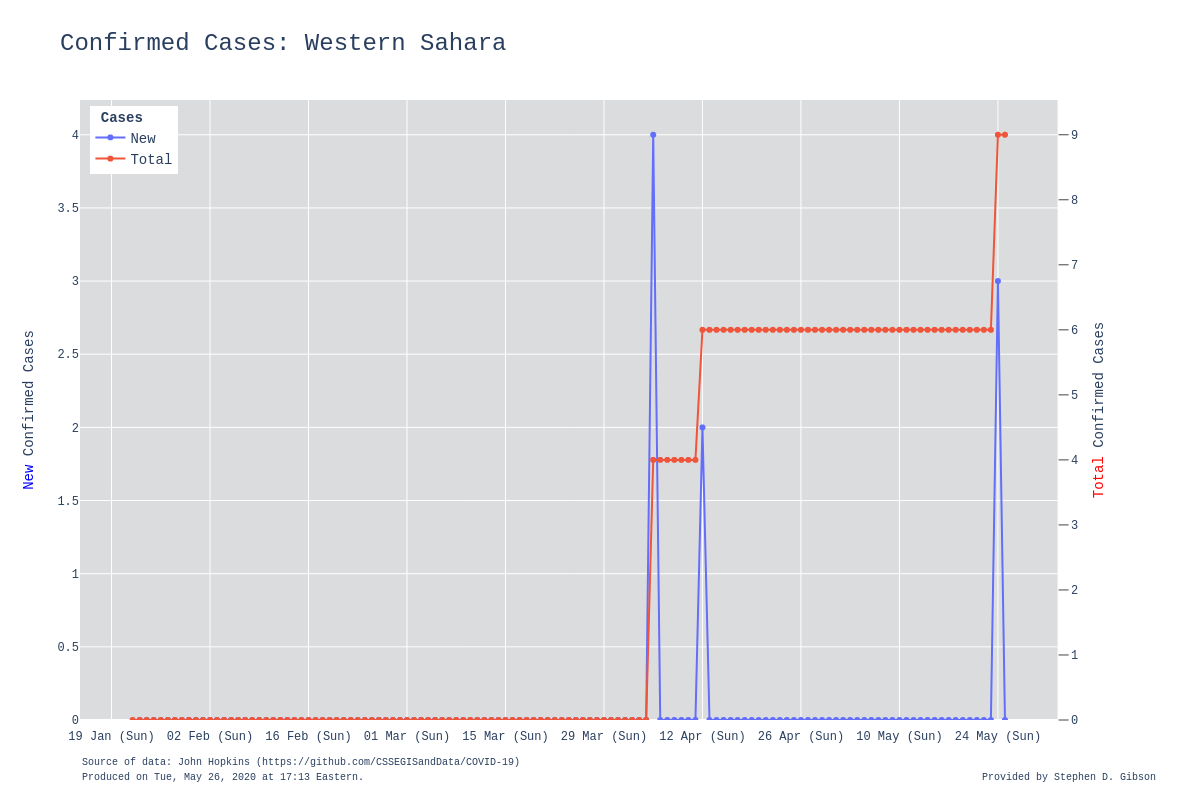 Confirmed Cases: Western Sahara
Cases
New
Total
4
3.5
3
2.5
2
1.5
1
0.5
0
New Confirmed Cases
9
8
7
6
5
4
3
2
1
0
Total Confirmed Cases
19 Jan (Sun) 02 Feb (Sun) 16 Feb (Sun) 01 Mar (Sun) 15 Mar (Sun) 29 Mar (Sun) 12 Apr (Sun) 26 Apr (Sun) 10 May (Sun) 24 May (Sun)
Source of data: John Hopkins (https://github.com/CSSEGISandData/COVID-19)
Produced on Tue, May 26, 2020 at 17:13 Eastern.
Provided by Stephen D. Gibson